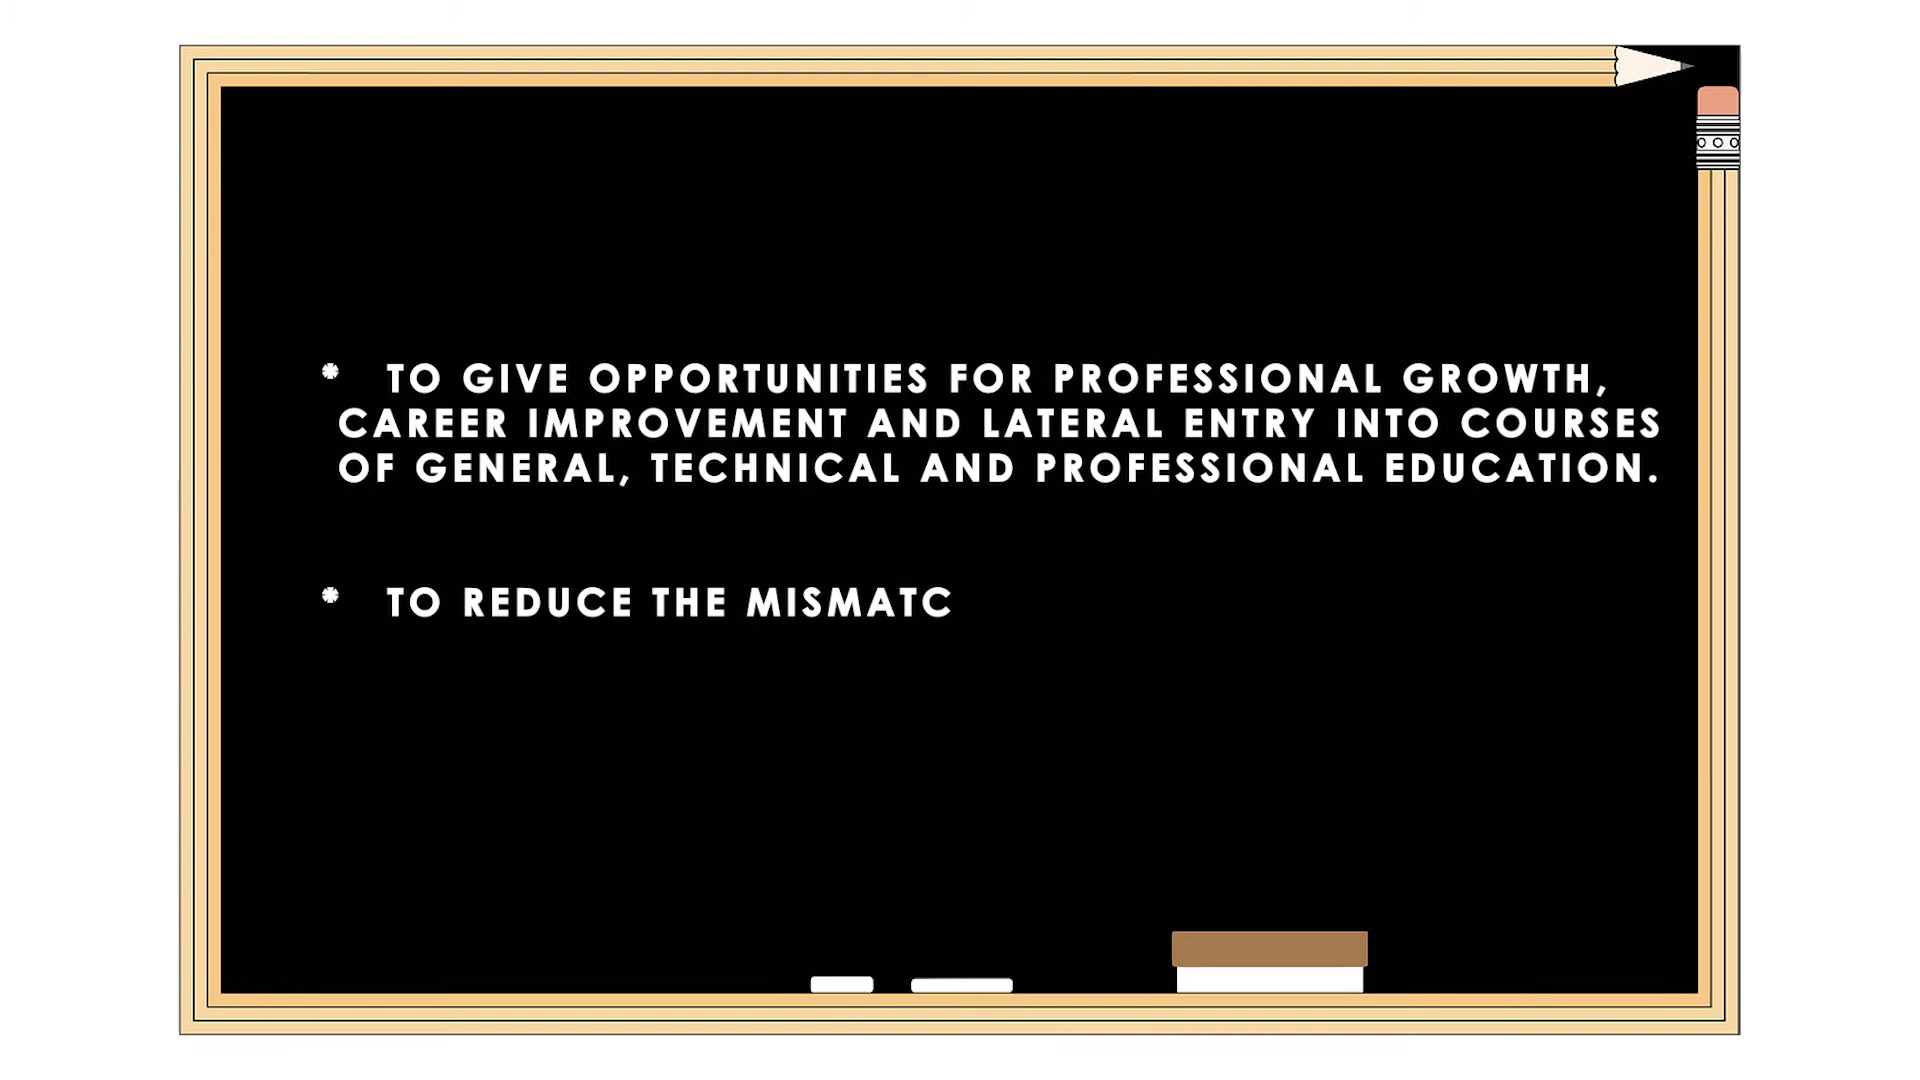 * TO GIVE OPPORTUNITIES FOR PROFESSIONAL GROWTH,
CAREER IMPROVEMENT AND LATERAL ENTRY INTO COURSES
OF GENERAL, TECHNICAL AND PROFESSIONAL EDUCATION.
* TO REDUCE THE MISMATC